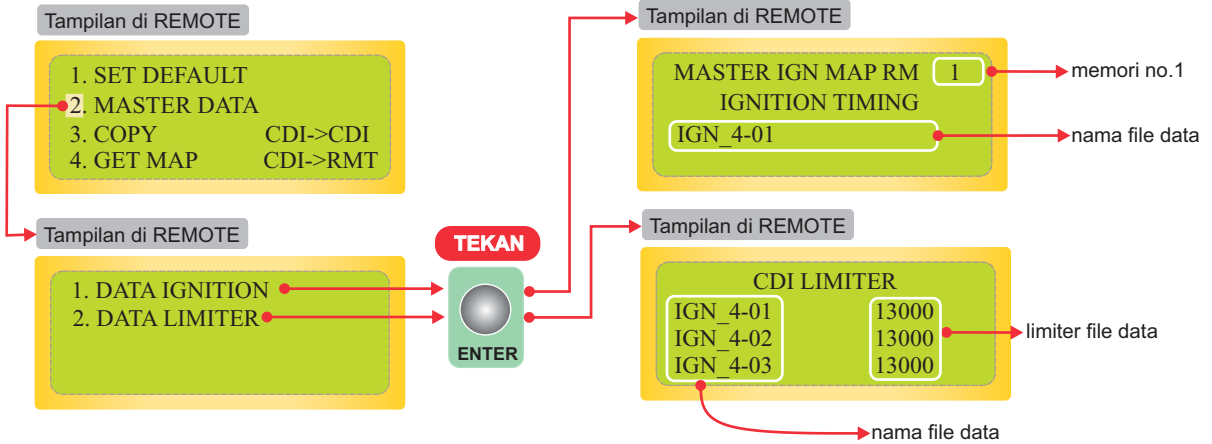 Tampilan di REMOTE
1. SET DEFAULT
2. MASTER DATA
3. COPY CDI->CDI
4. GET MAP CDI->RMT
Tampilan di REMOTE
1. DATA IGNITION
2. DATA LIMITER
TEKAN
ENTER
Tampilan di REMOTE
MASTER IGN MAP RM 1
IGNITION TIMING
IGN_4-01
memori no.1
nama file data
Tampilan di REMOTE
CDI LIMITER
IGN_4-01 13000
IGN_4-02 13000
IGN_4-03 13000
limiter file data
nama file data